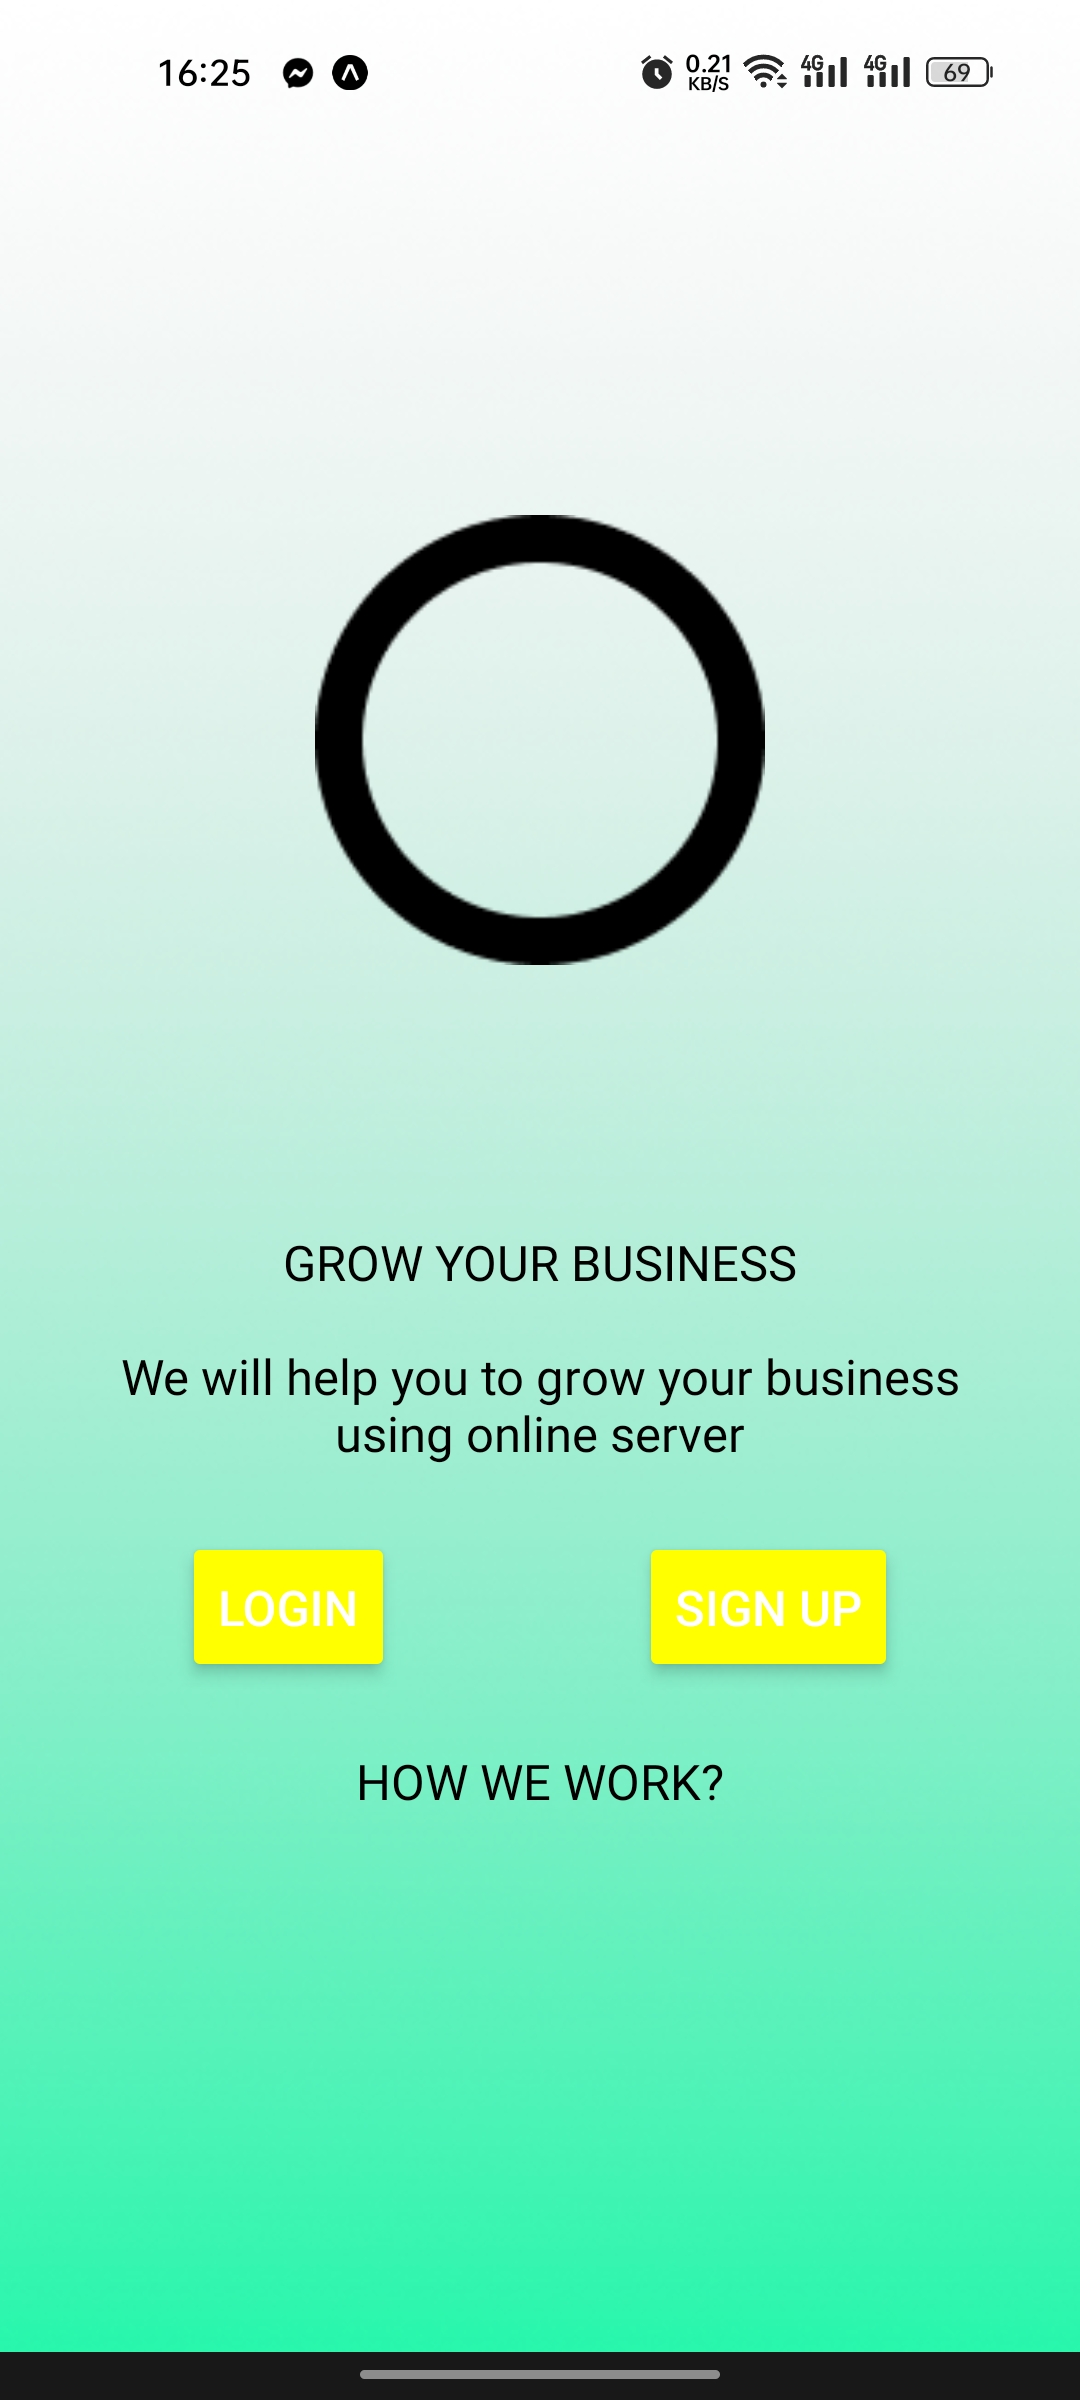 16:25
0.21
KB/S
4G
4G
69
GROW YOUR BUSINESS
We will help you to grow your business
using online server
LOGIN
SIGN UP
HOW WE WORK?